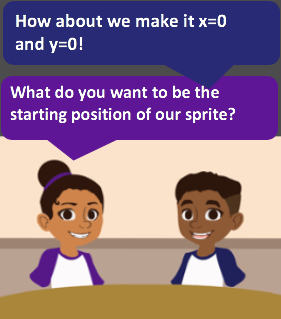 How about we make it x=0
and y=0!
What do you want to be the
starting position of our sprite?